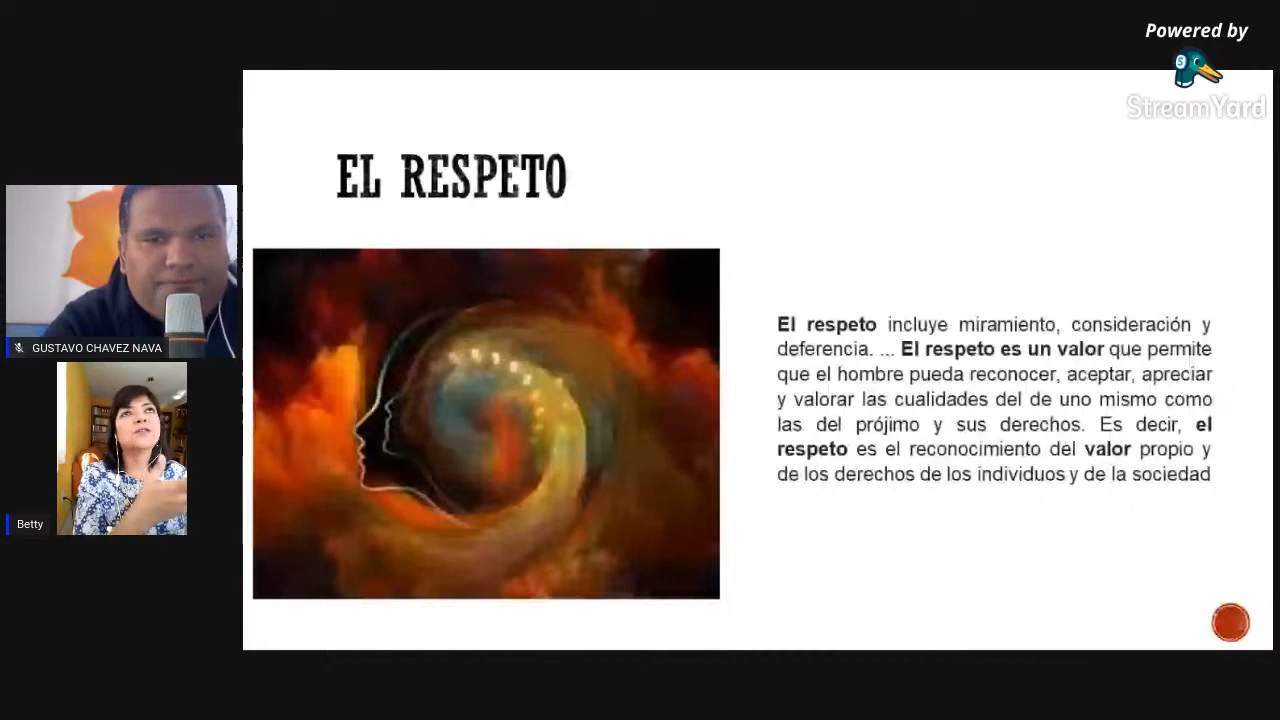 Powered by
StreamYard
EL RESPETO
GUSTAVO CHAVEZ NAVA
Betty
El respeto incluye miramiento, consideración y
deferencia. ... El respeto es un valor que permite
que el hombre pueda reconocer, aceptar, apreciar
y valorar las cualidades del de uno mismo como
las del prójimo y sus derechos. Es decir, el
respeto es el reconocimiento del valor propio y
de los derechos de los individuos y de la sociedad